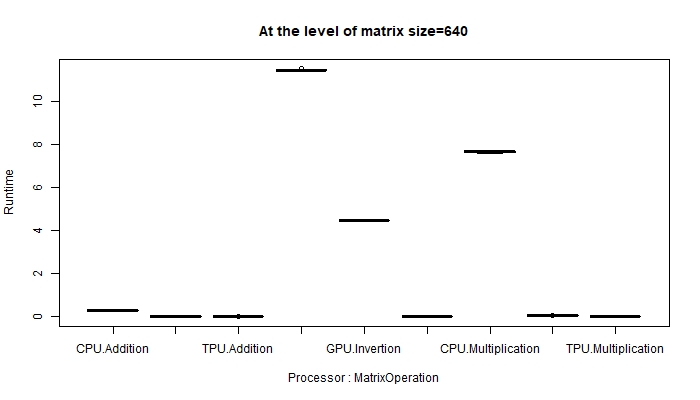 At the level of matrix size=640
Runtime
10
8
6
4
2
0
CPU.Addition TPU.Addition GPU.Invertion CPU.Multiplication TPU.Multiplication
Processor : MatrixOperation